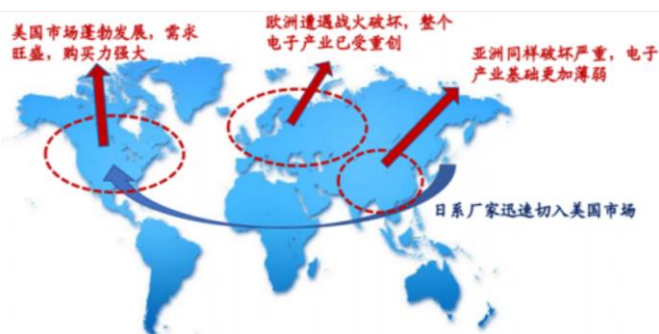 美国市场蓬勃发展，需求
旺盛，购买力强大
欧洲遭遇战火破坏，整个
电子产业已受重创
亚洲同样破坏严重，电子
产业基础更加薄弱
日系厂家迅速切入美国市场